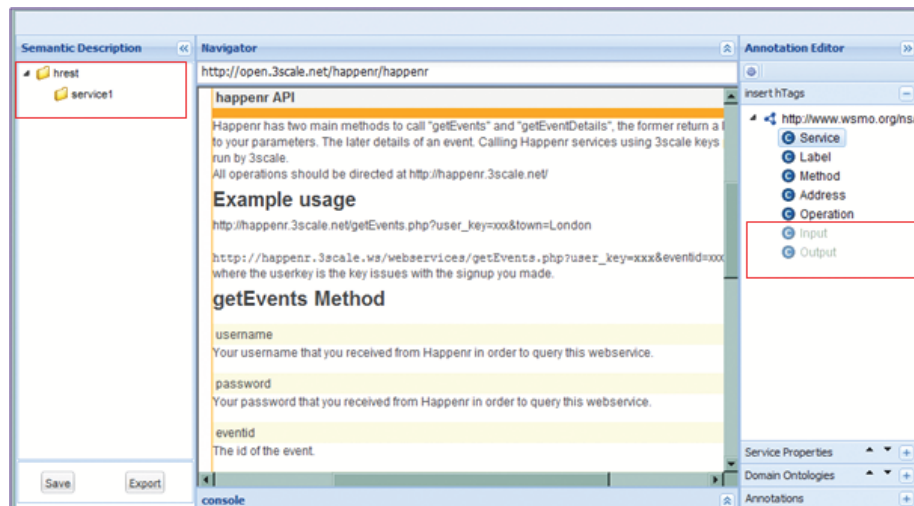 Semantic Description
hrest
service1
Save
Export
Navigator
http://open.3scale.net/happenr/happenr
happenr API
Happenr has two main methods to call "getEvents" and "getEventDetails", the former return a
to your parameters. The later details of an event. Calling Happenr services using 3scale keys
run by 3scale.
All operations should be directed at http://happenr.3scale.net/
Example usage
http://happenr.3scale.net/getEvents.php?user_key=xxx&town=London
http://happenr.3scale.ws/webservices/getEvents.php?user_key=xxx&eventid=xxx
where the userkey is the key issues with the signup you made.
getEvents Method
username
Your username that you received from Happenr in order to query this webservice.
password
Your password that you received from Happenr in order to query this webservice.
eventid
The id of the event.
console
Annotation Editor
insert hTags
http://www.wsmo.org/ns/
Service
Label
Method
Address
Operation
Input
Output
Service Properties
Domain Ontologies
Annotations